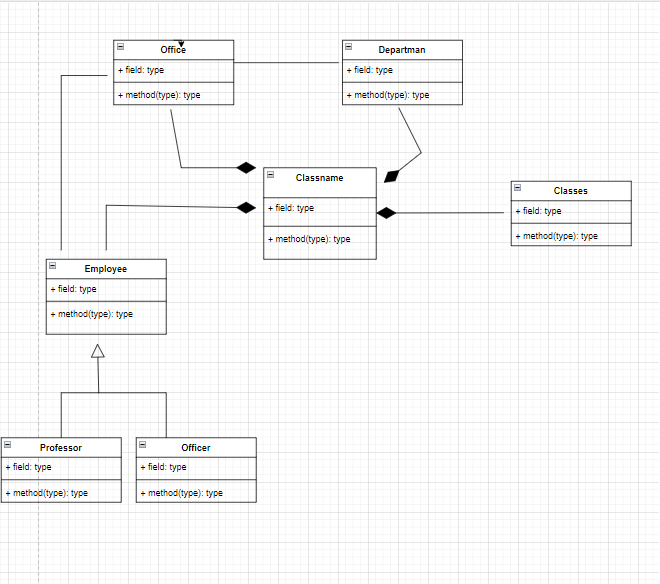 Office
+ field: type
+ method(type): type
Departman
+ field: type
+ method(type): type
Classname
+ field: type
+ method(type): type
Classes
+ field: type
+ method(type): type
Employee
+ field: type
+ method(type): type
Professor
+ field: type
+ method(type): type
Officer
+ field: type
+ method(type): type